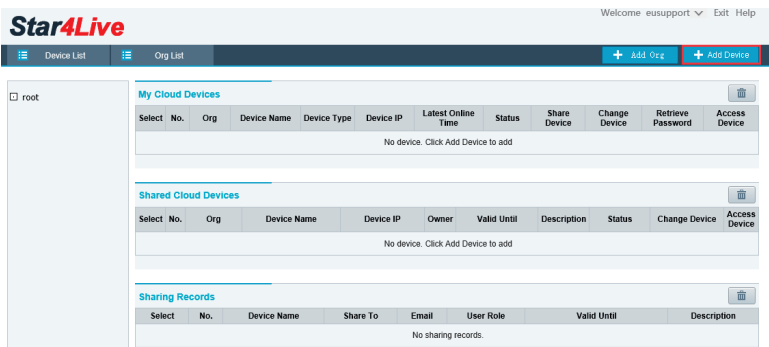 Welcome eusupport Exit Help
Star4Live
Device List Org List + Add Org + Add Device
root
My Cloud Devices
Select No. Org Device Name Device Type Device IP Latest Online Time Status Share Device Change Device Retrieve Password Access Device
No device. Click Add Device to add
Shared Cloud Devices
Select No. Org Device Name Device IP Owner Valid Until Description Status Change Device Access Device
No device. Click Add Device to add
Sharing Records
Select No. Device Name Share To Email User Role Valid Until Description
No sharing records.